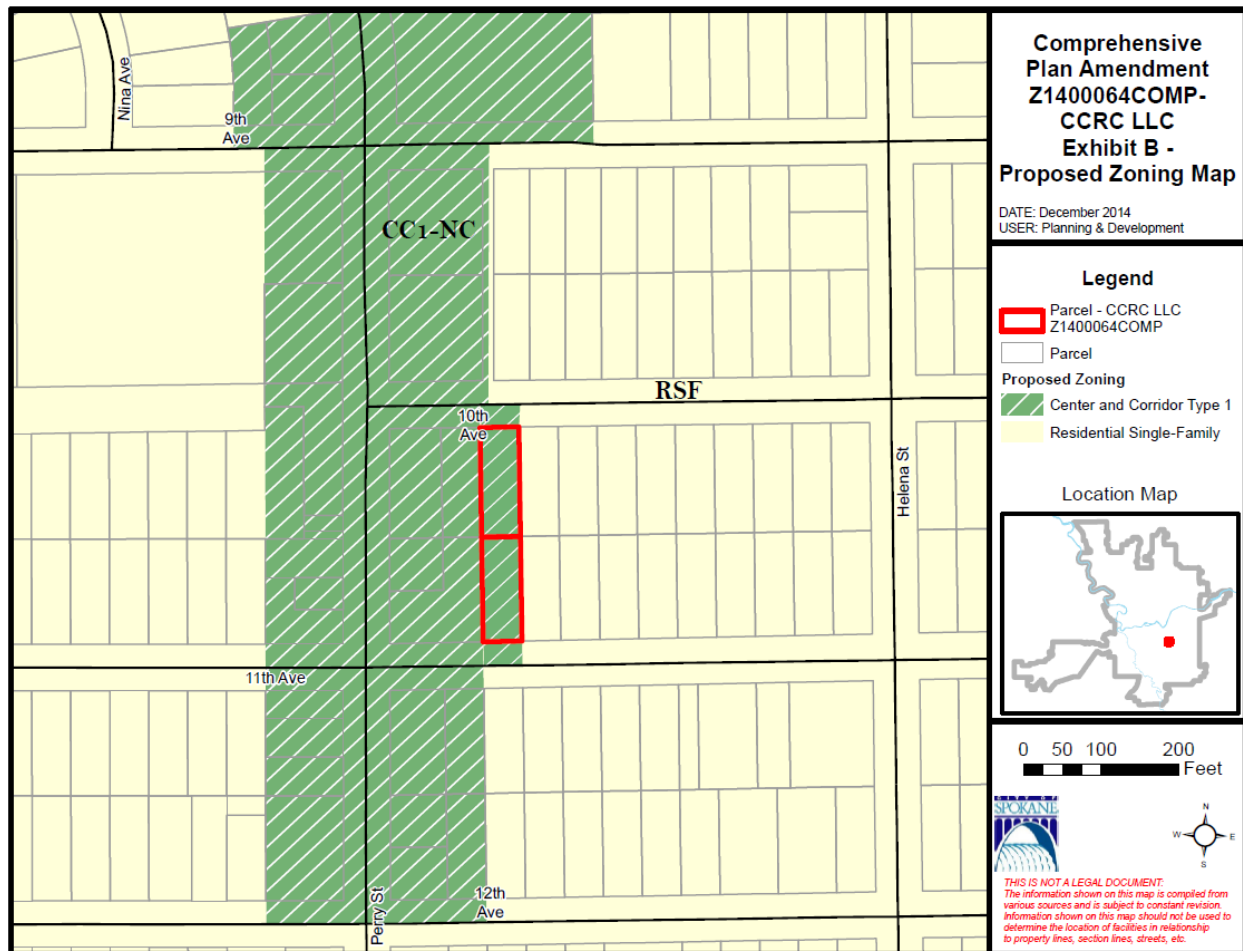 Nina Ave
9th
Ave
CC1-NC
RSF
10th
Ave
Helena St
11th Ave
12th
Ave
Perry St
Comprehensive
Plan Amendment
Z1400064COMP-
CCRC LLC
Exhibit B -
Proposed Zoning Map
DATE: December 2014
USER: Planning & Development
Legend
Parcel - CCRC LLC
Z1400064COMP
Parcel
Proposed Zoning
Center and Corridor Type 1
Residential Single-Family
Location Map
0 50 100 200
Feet
SPOKANE
N
W E
S
THIS IS NOT A LEGAL DOCUMENT:
The information shown on this map is compiled from
various sources and is subject to constant revision.
Information shown on this map should not be used to
determine the location of facilities in relationship
to property lines, section lines, streets, etc.